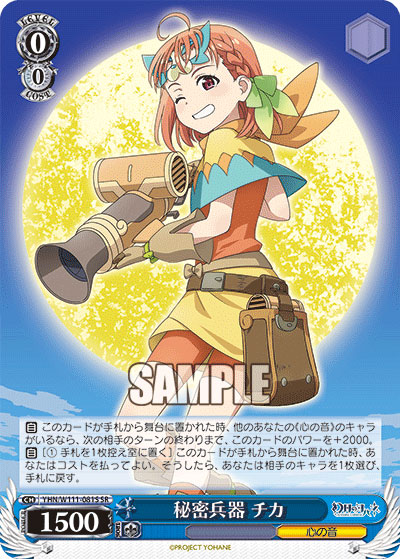 LEVEL
0
0
COST
SAMPLE
自 このカードが手札から舞台に置かれた時、他のあなたの《心の音》のキャラ
がいるなら、次の相手のターンの終わりまで、このカードのパワーを+2000。
自 [① 手札を1枚控え室に置く] このカードが手札から舞台に置かれた時、あ
なたはコストを払ってよい。そうしたら、あなたは相手のキャラを1枚選び、
手札に戻す。
CH YHN/W111-081S SR
1500
秘密兵器 チカ
心の音
©PROJECT YOHANE